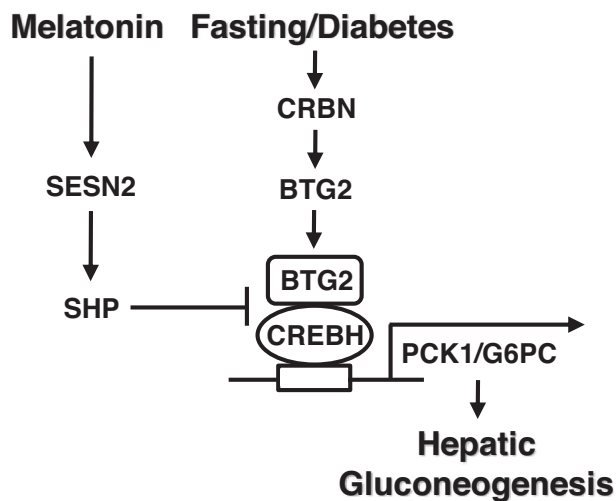 Melatonin Fasting/Diabetes
CRBN
SESN2 BTG2
BTG2
SHP
CREBH
PCK1/G6PC
Hepatic
Gluconeogenesis